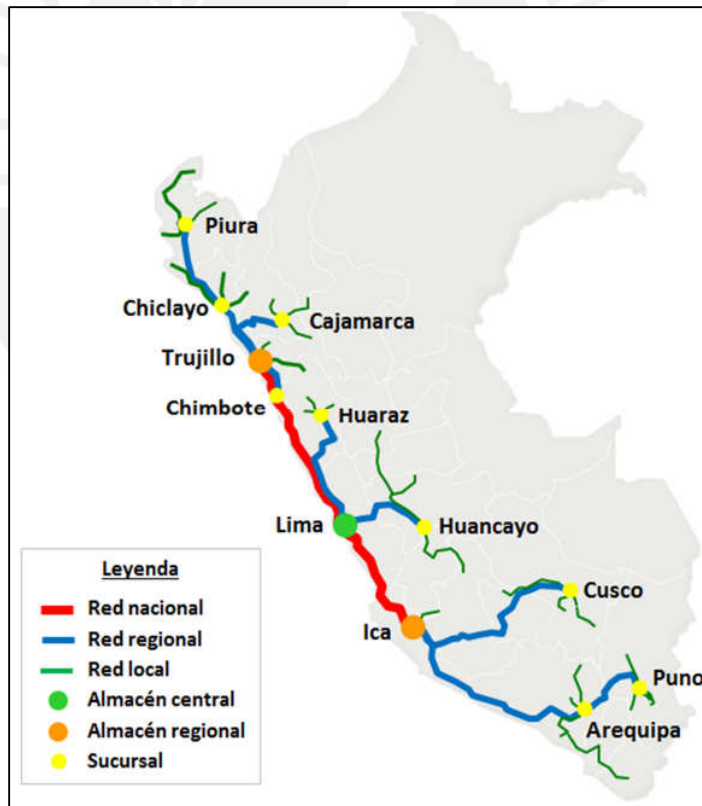 Piura
Chiclayo
Cajamarca
Trujillo
Chimbote
Huaraz
Lima
Huancayo
Cusco
Ica
Puno
Arequipa
Leyenda
Red nacional
Red regional
Red local
Almacén central
Almacén regional
Sucursal